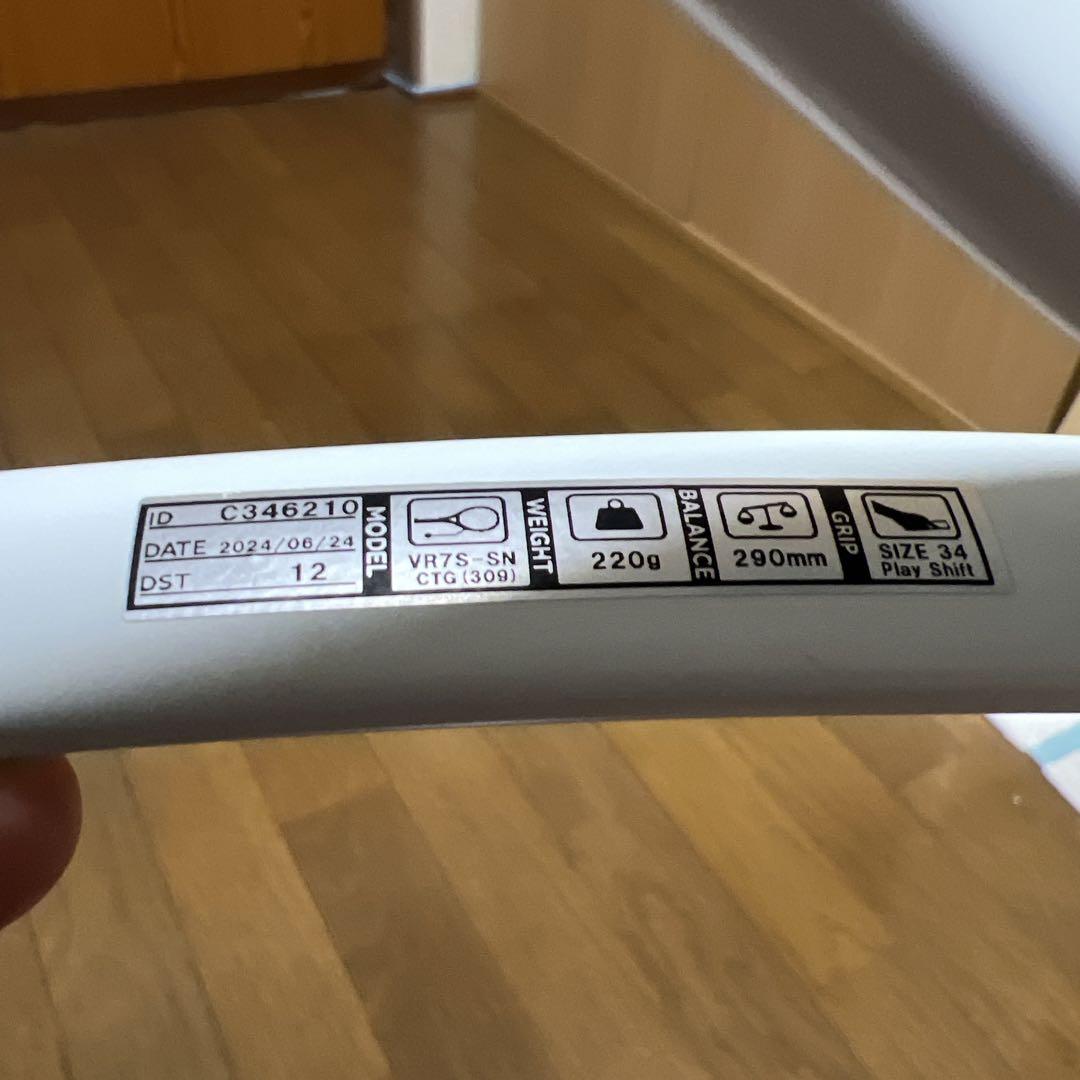 ID C346210
DATE 2024/06/24
DST 12
MODEL
VR7S-SN
CTG(309)
WEIGHT
220g
BALANCE
290mm
GRIP
SIZE 34
Play Shift